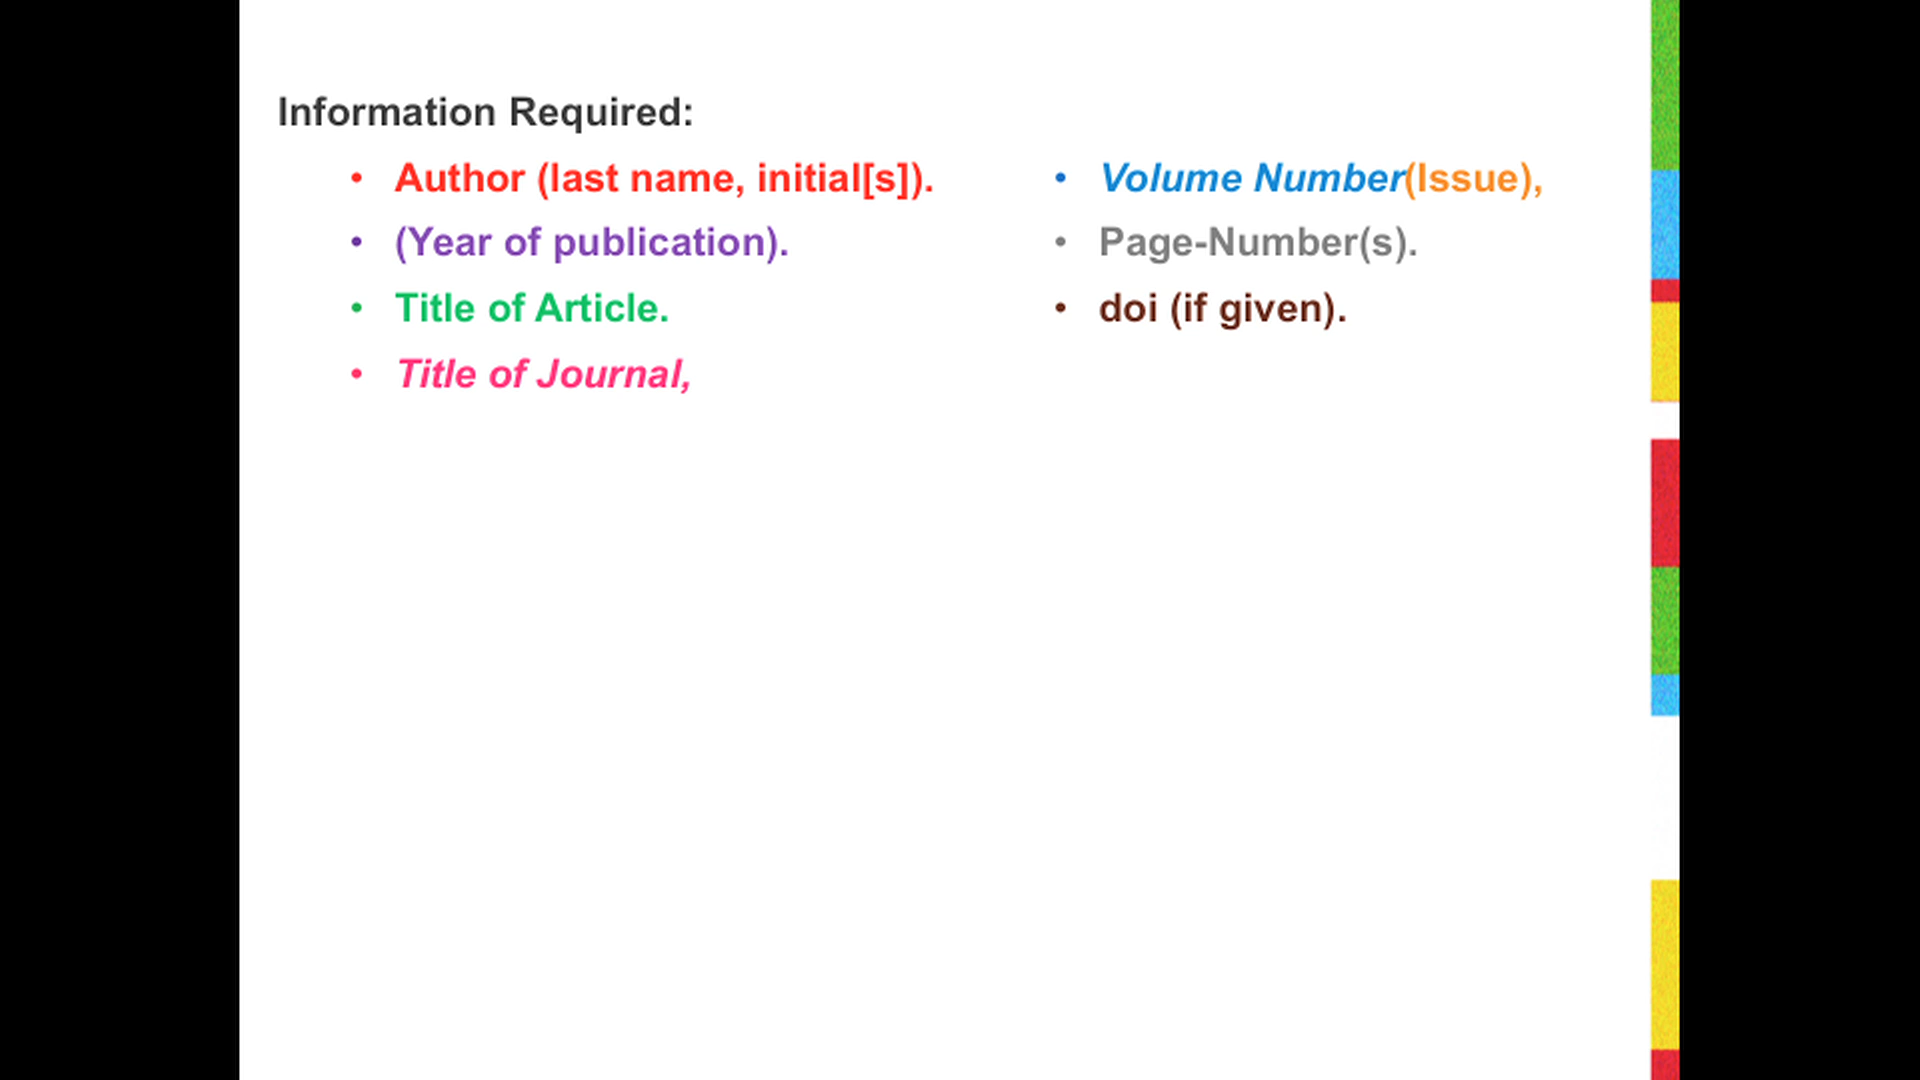 Information Required:
• Author (last name, initial[s]).
• (Year of publication).
• Title of Article.
• Title of Journal,
• Volume Number(Issue),
• Page-Number(s).
• doi (if given).